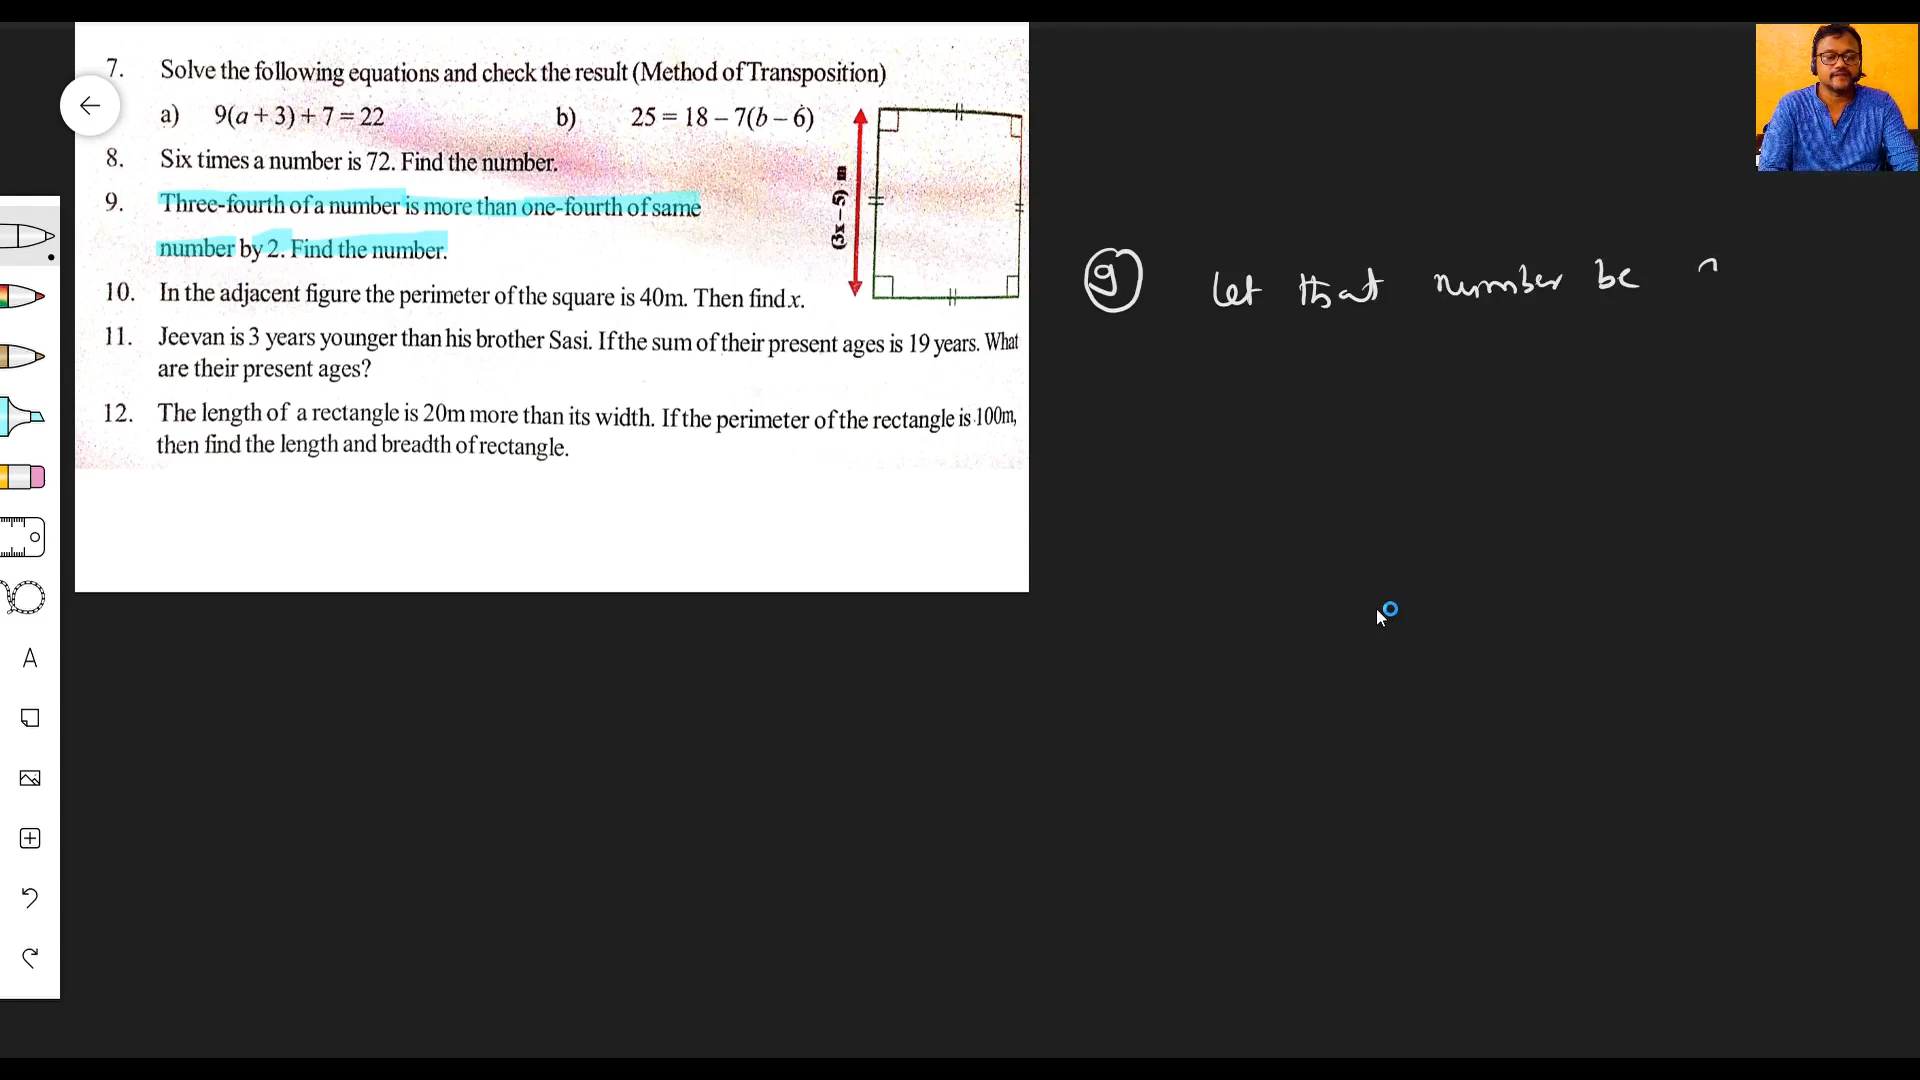 7. Solve the following equations and check the result (Method of Transposition)
a) 9(a + 3) + 7 = 22 b) 25 = 18 – 7(b – 6)
8. Six times a number is 72. Find the number.
9. Three-fourth of a number is more than one-fourth of same
number by 2. Find the number.
(3x – 5) m
10. In the adjacent figure the perimeter of the square is 40m. Then find x.
11. Jeevan is 3 years younger than his brother Sasi. If the sum of their present ages is 19 years. What
are their present ages?
12. The length of a rectangle is 20m more than its width. If the perimeter of the rectangle is 100m,
then find the length and breadth of rectangle.
9 let that number be
A